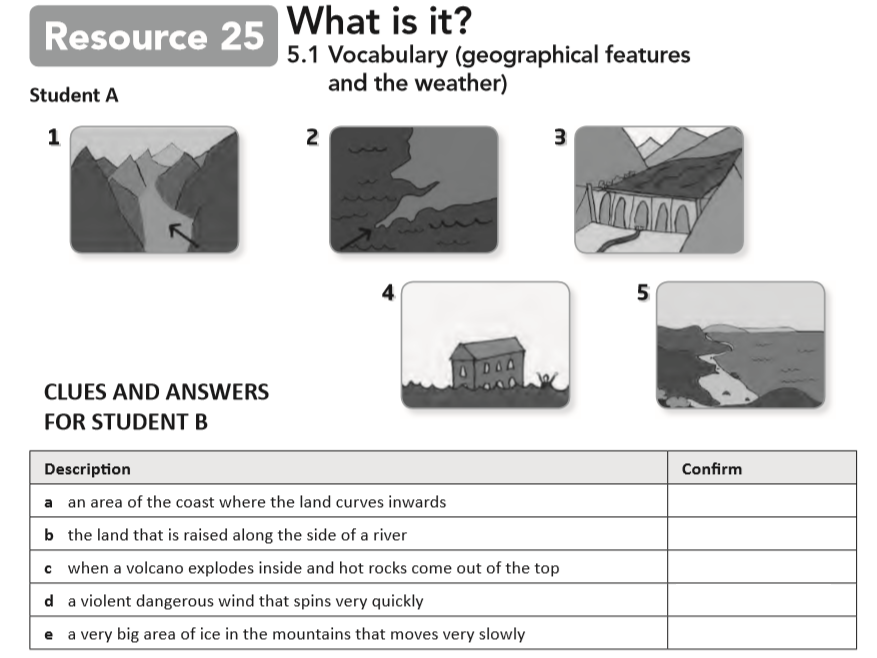 Resource 25
What is it?
5.1 Vocabulary (geographical features
and the weather)
Student A
1
2
3
4
5
CLUES AND ANSWERS
FOR STUDENT B
Description Confirm
a an area of the coast where the land curves inwards
b the land that is raised along the side of a river
c when a volcano explodes inside and hot rocks come out of the top
d a violent dangerous wind that spins very quickly
e a very big area of ice in the mountains that moves very slowly